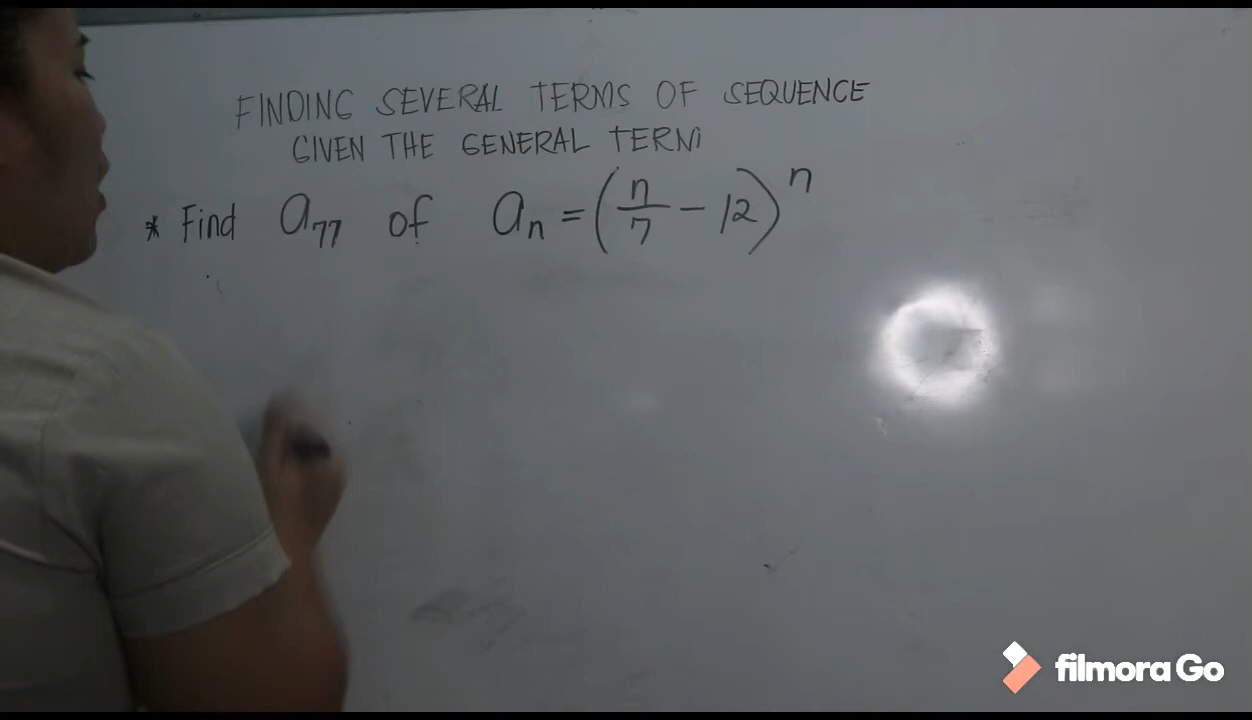 FINDING SEVERAL TERMS OF SEQUENCE
GIVEN THE GENERAL TERM
* Find a₇₇ of aₙ = (n/7 − 12)ⁿ
filmora Go